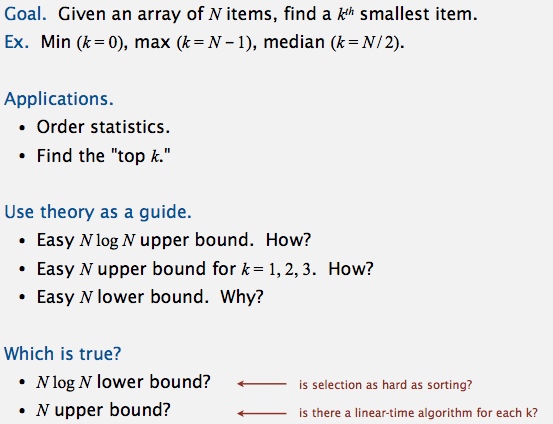 Goal. Given an array of N items, find a kth smallest item.
Ex. Min (k = 0), max (k = N – 1), median (k = N / 2).
Applications.
• Order statistics.
• Find the "top k."
Use theory as a guide.
• Easy N log N upper bound. How?
• Easy N upper bound for k = 1, 2, 3. How?
• Easy N lower bound. Why?
Which is true?
• N log N lower bound? is selection as hard as sorting?
• N upper bound? is there a linear-time algorithm for each k?